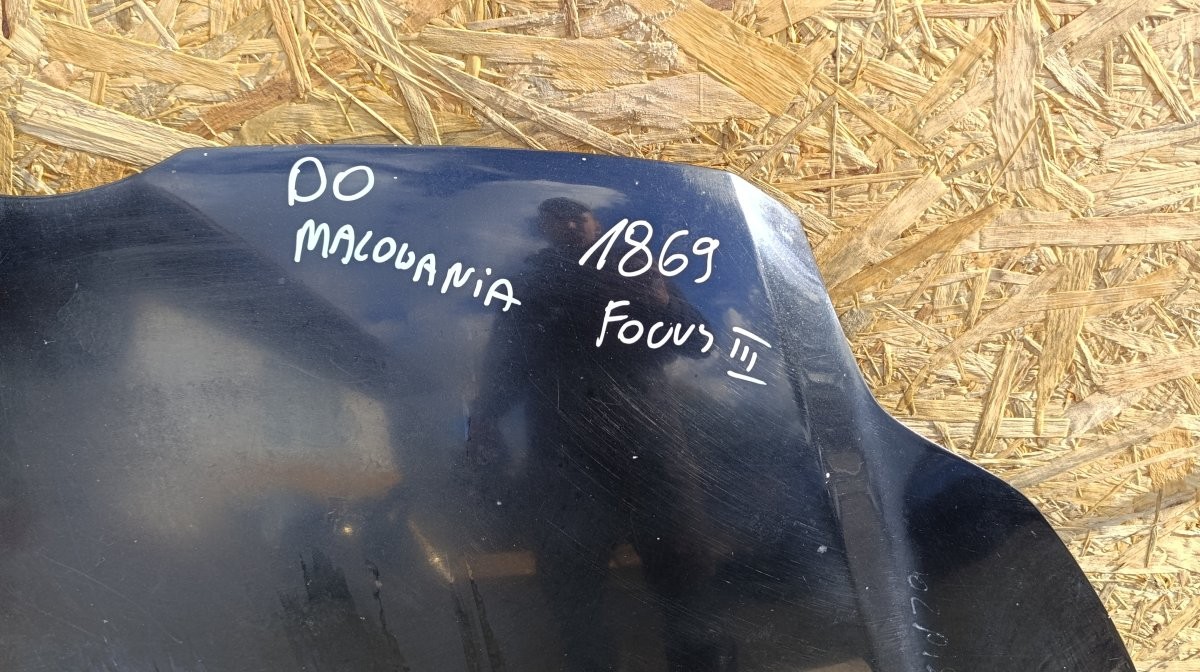 DO
MALOWANIA
1869
FOCUS III